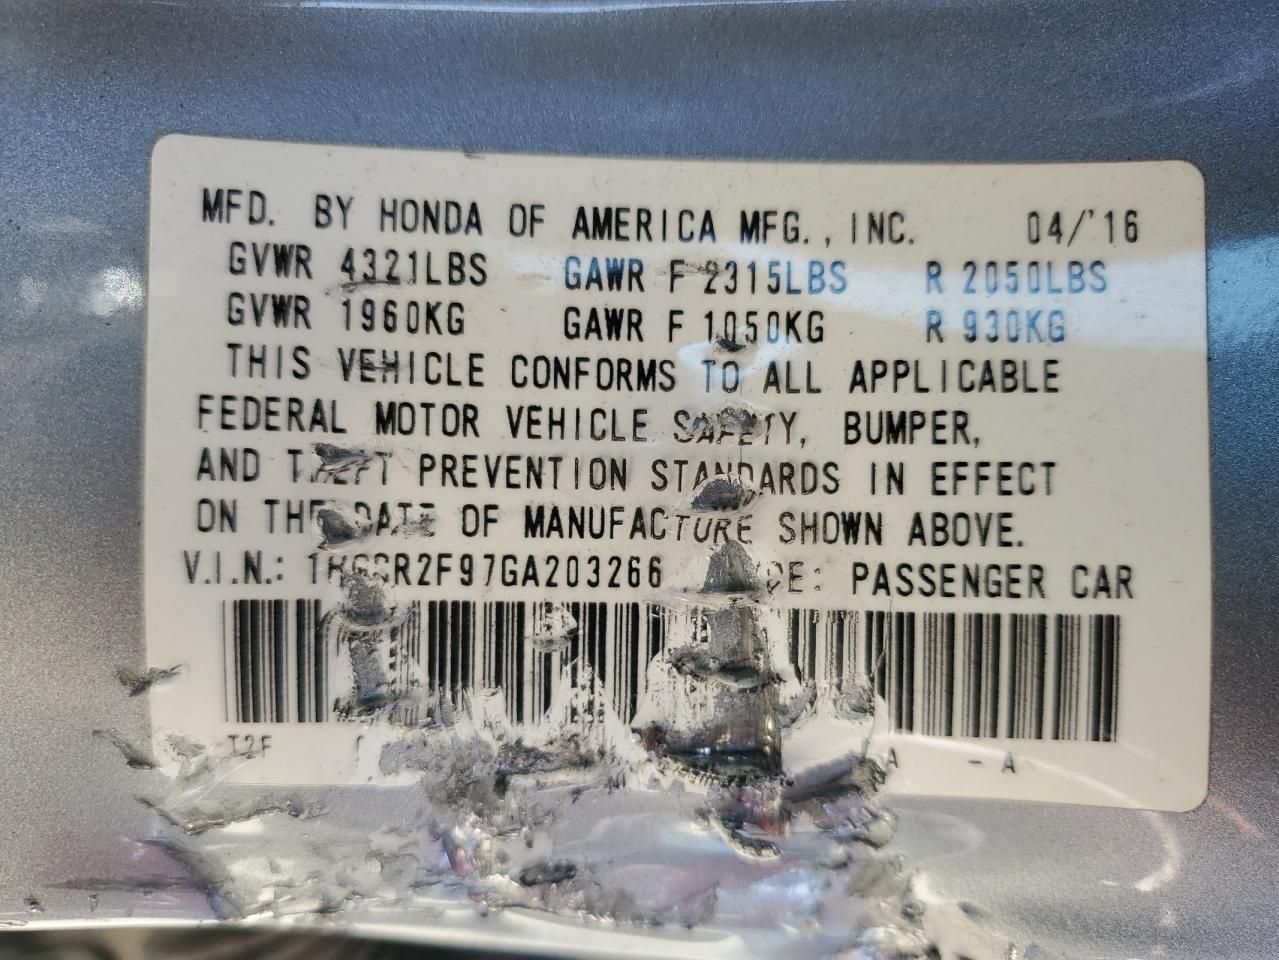 MFD. BY HONDA OF AMERICA MFG., INC. 04/'16
GVWR 4321LBS GAWR F 2315LBS R 2050LBS
GVWR 1960KG GAWR F 1050KG R 930KG
THIS VEHICLE CONFORMS TO ALL APPLICABLE
FEDERAL MOTOR VEHICLE SAFETY, BUMPER,
AND THEFT PREVENTION STANDARDS IN EFFECT
ON THE DATE OF MANUFACTURE SHOWN ABOVE.
V.I.N.: 1HGCR2F97GA203266 TYPE: PASSENGER CAR
T2F A - A